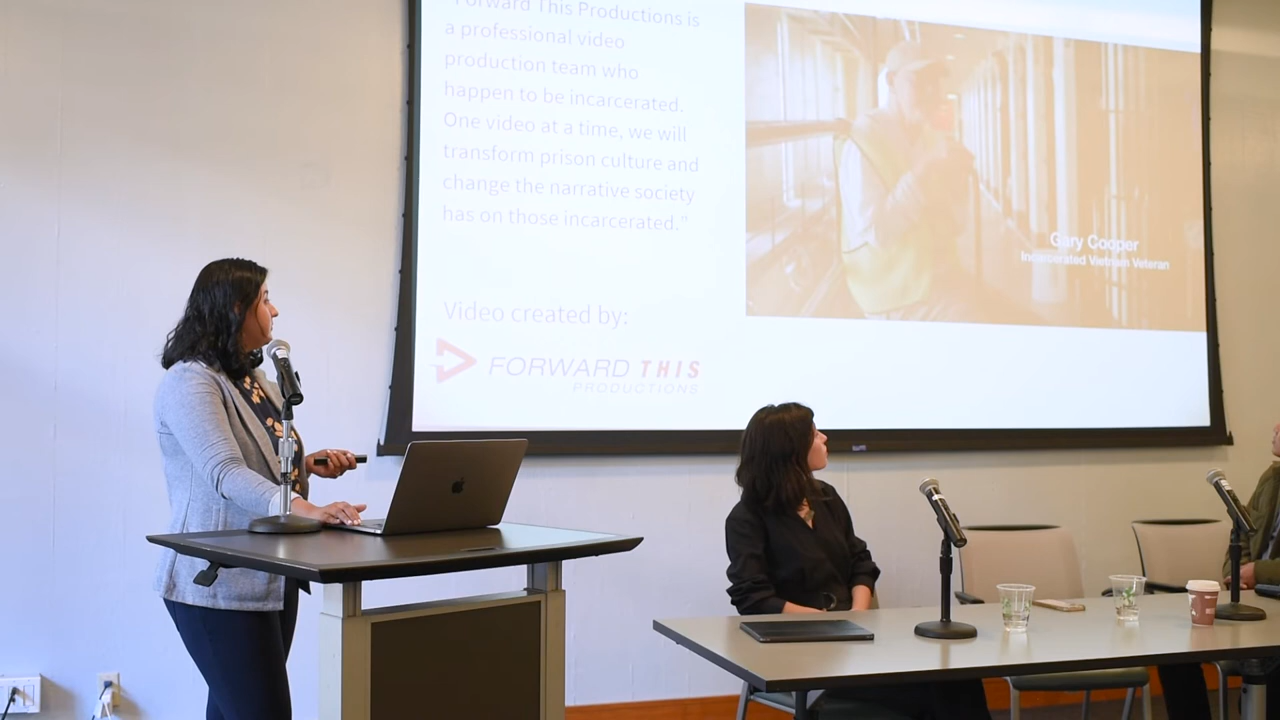 "Forward This Productions is
a professional video
production team who
happen to be incarcerated.
One video at a time, we will
transform prison culture and
change the narrative society
has on those incarcerated."
Gary Cooper
Incarcerated Vietnam Veteran
Video created by:
FORWARD THIS
PRODUCTIONS